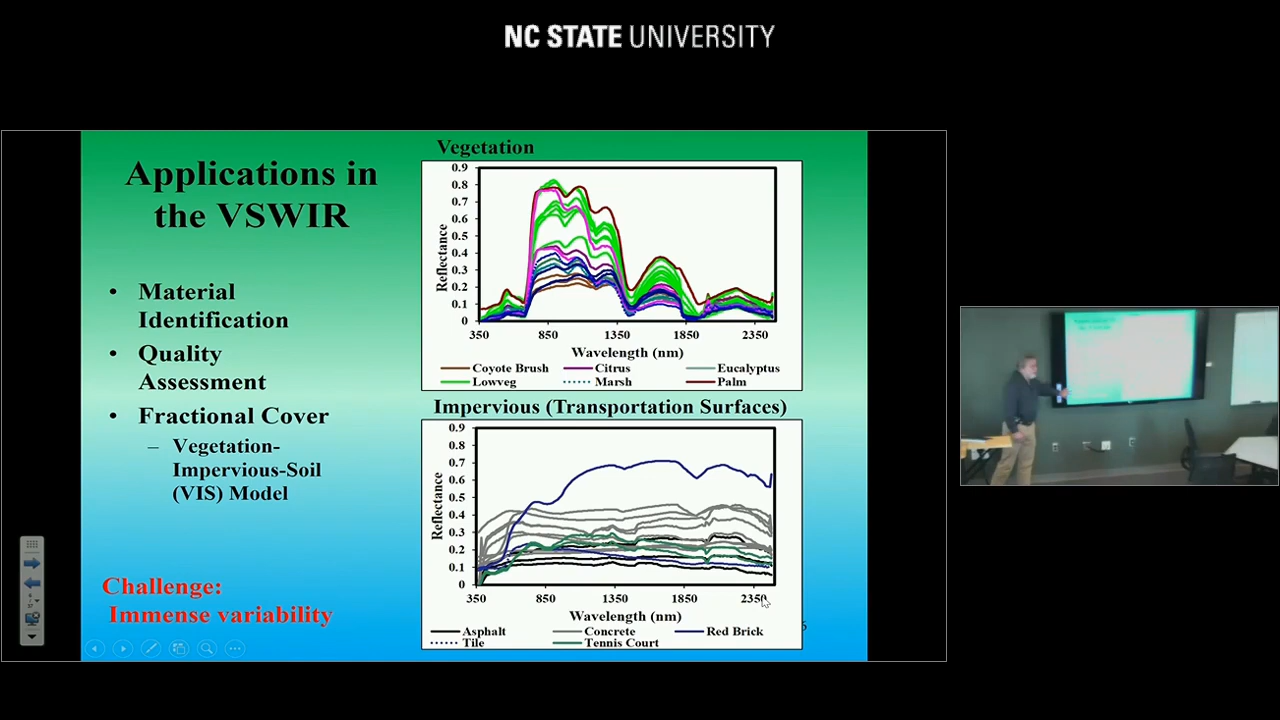 NC STATE UNIVERSITY
Applications in
the VSWIR
• Material
Identification
• Quality
Assessment
• Fractional Cover
– Vegetation-
Impervious-Soil
(VIS) Model
Challenge:
Immense variability
Vegetation
0.9
0.8
0.7
0.6
0.5
0.4
0.3
0.2
0.1
0
Reflectance
350 850 1350 1850 2350
Wavelength (nm)
Coyote Brush Citrus Eucalyptus
Lowveg Marsh Palm
Impervious (Transportation Surfaces)
0.9
0.8
0.7
0.6
0.5
0.4
0.3
0.2
0.1
0
Reflectance
350 850 1350 1850 2350
Wavelength (nm)
Asphalt Concrete Red Brick
Tile Tennis Court